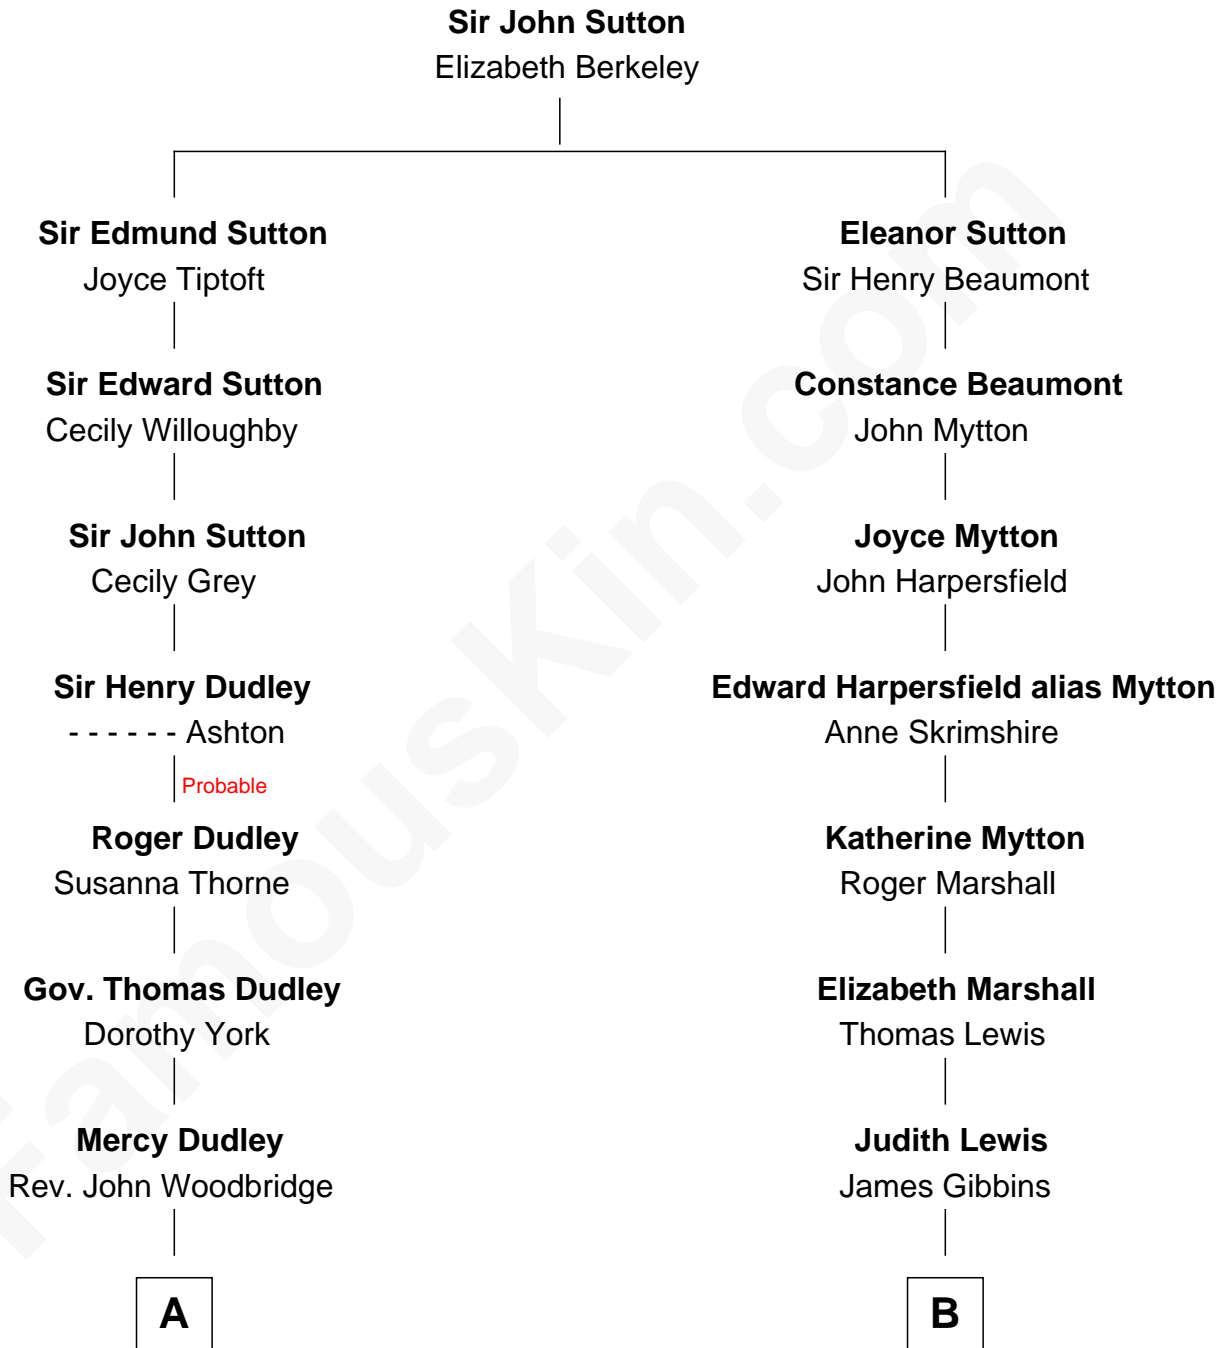 Sir John Sutton
Elizabeth Berkeley
Sir Edmund Sutton
Joyce Tiptoft
Eleanor Sutton
Sir Henry Beaumont
Sir Edward Sutton
Cecily Willoughby
Constance Beaumont
John Mytton
Sir John Sutton
Cecily Grey
Joyce Mytton
John Harpersfield
Sir Henry Dudley
- - - - - - Ashton
Edward Harpersfield alias Mytton
Anne Skrimshire
Probable
Roger Dudley
Susanna Thorne
Katherine Mytton
Roger Marshall
Gov. Thomas Dudley
Dorothy York
Elizabeth Marshall
Thomas Lewis
Mercy Dudley
Rev. John Woodbridge
Judith Lewis
James Gibbins
A
B
FamousKin.com